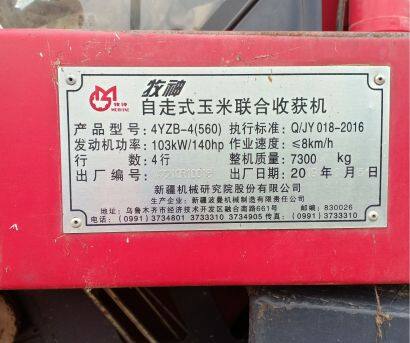 牧神
自走式玉米联合收获机
产品型号：4YZB-4(560) 执行标准：Q/JY 018-2016
发动机功率：103kW/140hp 作业速度：≤8km/h
行 数：4行 整机质量：7300 kg
出厂编号： 出厂日期：20 年 月
新疆机械研究院股份有限公司
生产企业：新疆波曼机械制造有限责任公司
地址：乌鲁木齐市经济技术开发区融合南路661号 邮编：830026
电话：(0991)3734801 3733310 3734905 传真：(0991)3733310